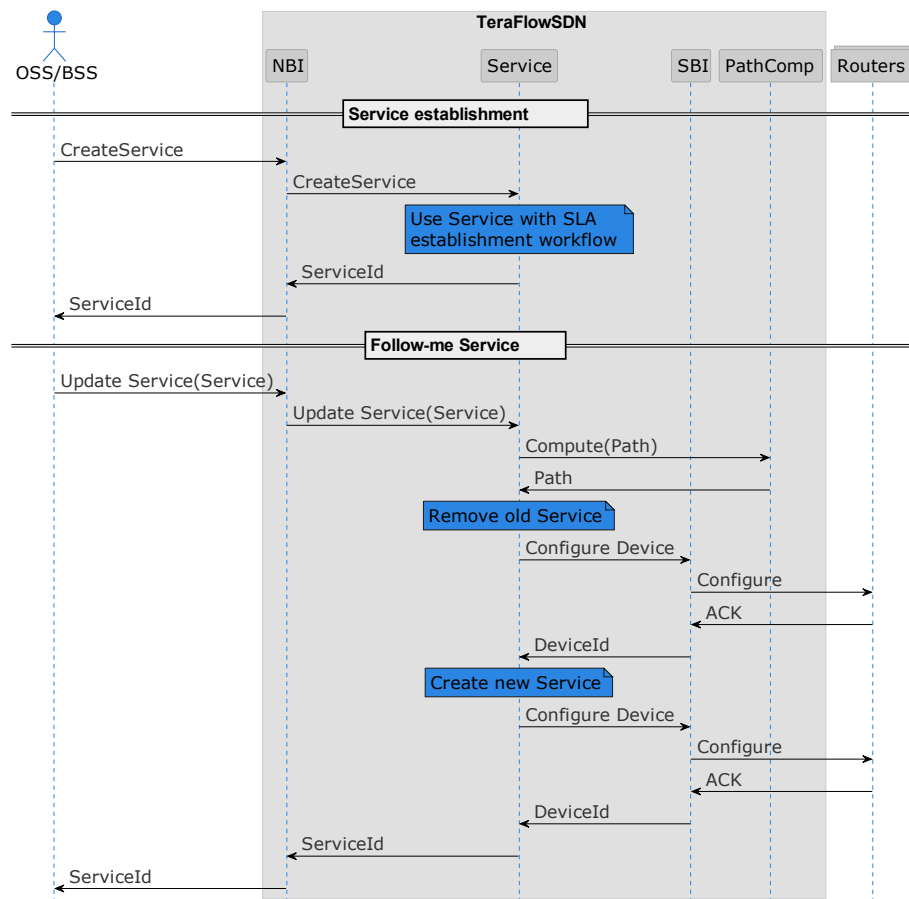 TeraFlowSDN
OSS/BSS
NBI
Service
SBI
PathComp
Routers
Service establishment
CreateService
CreateService
Use Service with SLA
establishment workflow
ServiceId
ServiceId
Follow-me Service
Update Service(Service)
Update Service(Service)
Compute(Path)
Path
Remove old Service
Configure Device
Configure
ACK
DeviceId
Create new Service
Configure Device
Configure
ACK
DeviceId
ServiceId
ServiceId